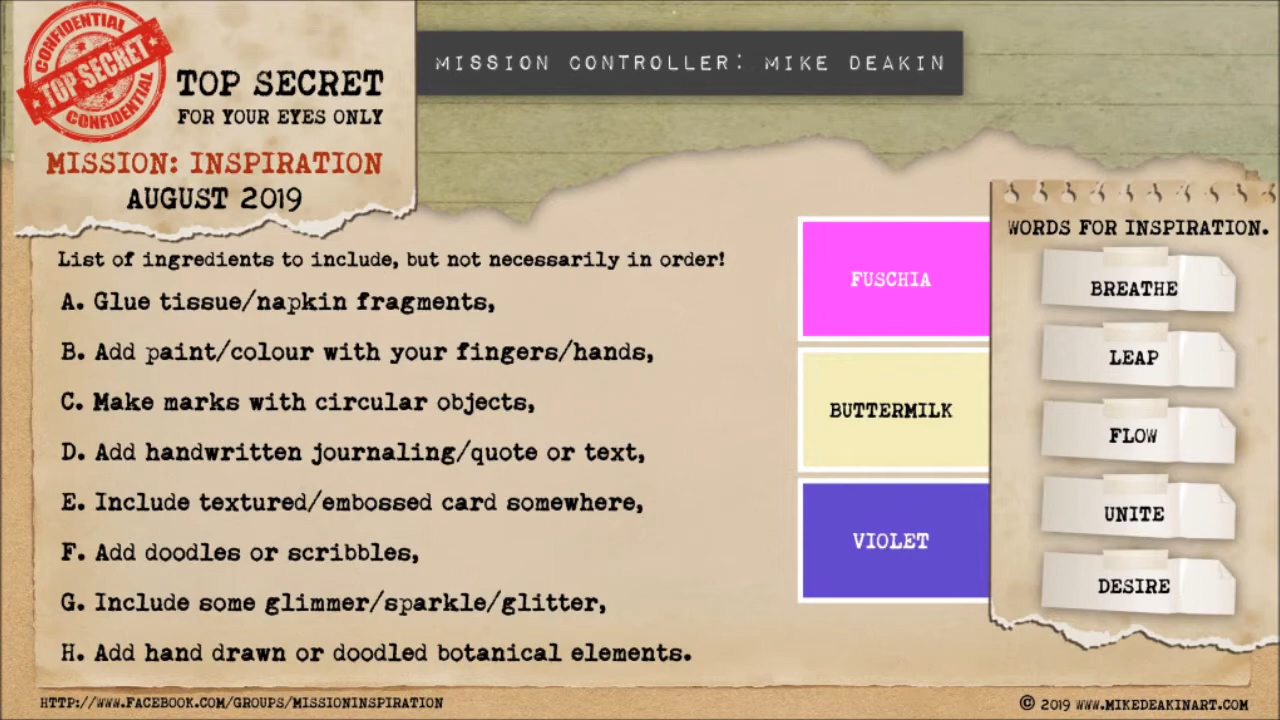 CONFIDENTIAL
TOP SECRET
CONFIDENTIAL
TOP SECRET
FOR YOUR EYES ONLY
MISSION: INSPIRATION
AUGUST 2019
MISSION CONTROLLER: MIKE DEAKIN
List of ingredients to include, but not necessarily in order!
A. Glue tissue/napkin fragments,
B. Add paint/colour with your fingers/hands,
C. Make marks with circular objects,
D. Add handwritten journaling/quote or text,
E. Include textured/embossed card somewhere,
F. Add doodles or scribbles,
G. Include some glimmer/sparkle/glitter,
H. Add hand drawn or doodled botanical elements.
FUSCHIA
BUTTERMILK
VIOLET
WORDS FOR INSPIRATION.
BREATHE
LEAP
FLOW
UNITE
DESIRE
HTTP://WWW.FACEBOOK.COM/GROUPS/MISSIONINSPIRATION
© 2019 WWW.MIKEDEAKINART.COM